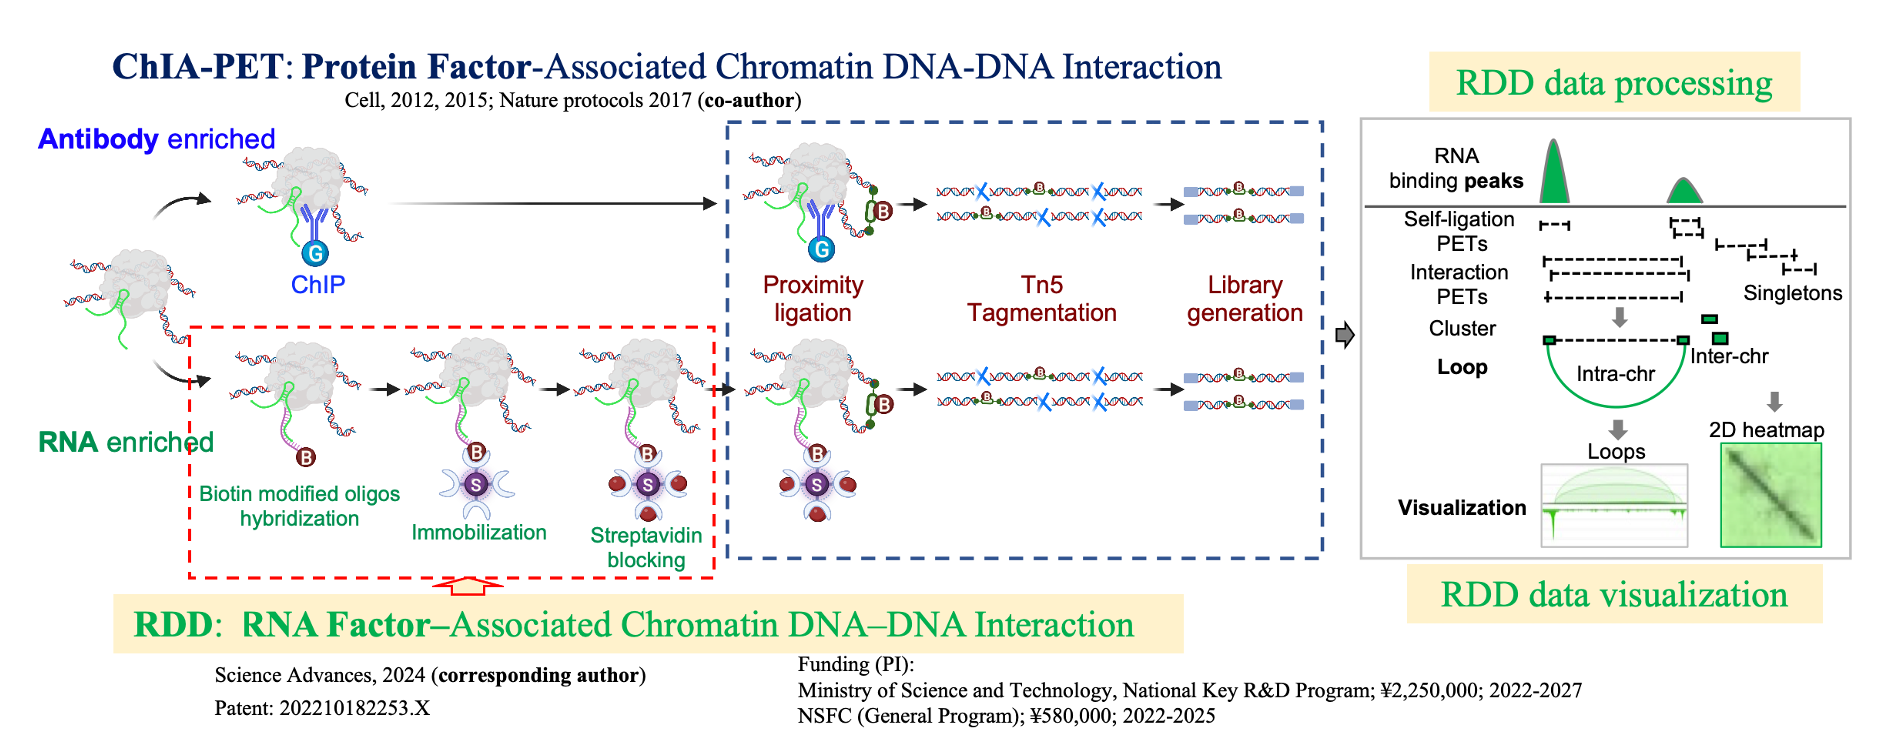 ChIA-PET: Protein Factor-Associated Chromatin DNA-DNA Interaction
Cell, 2012, 2015; Nature protocols 2017 (co-author)
Antibody enriched
G
ChIP
RNA enriched
B
Biotin modified oligos
hybridization
B
S
Immobilization
B
S
Streptavidin
blocking
B
G
Proximity
ligation
B
B
Tn5
Tagmentation
B
B
Library
generation
B
B
S
B
B
B
B
RDD: RNA Factor–Associated Chromatin DNA–DNA Interaction
Science Advances, 2024 (corresponding author)
Patent: 202210182253.X
Funding (PI):
Ministry of Science and Technology, National Key R&D Program; ¥2,250,000; 2022-2027
NSFC (General Program); ¥580,000; 2022-2025
RDD data processing
RNA
binding peaks
Self-ligation
PETs
Interaction
PETs
Singletons
Cluster
Loop
Intra-chr
Inter-chr
Loops
2D heatmap
Visualization
RDD data visualization